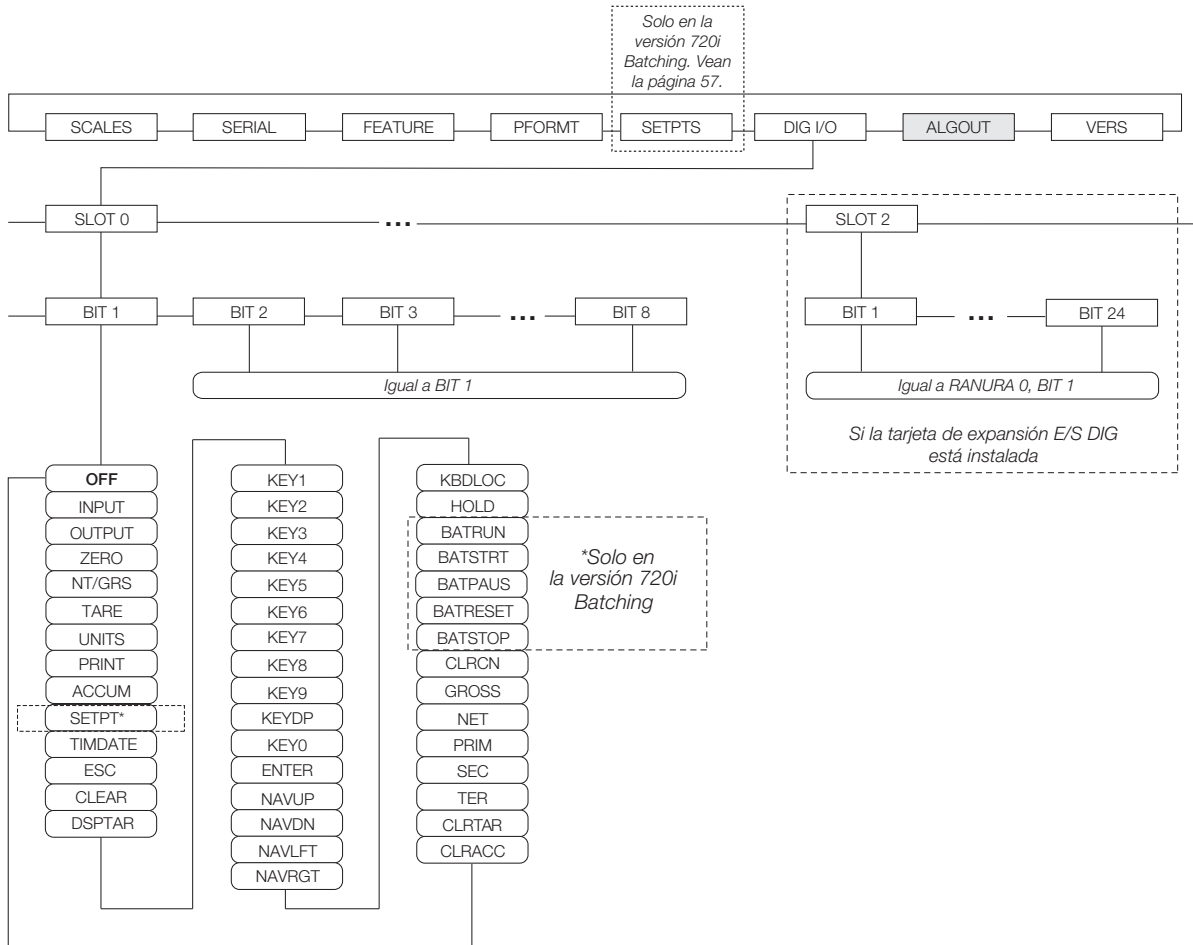 Solo en la
versión 720i
Batching. Vean
la página 57.
SCALES
SERIAL
FEATURE
PFORMT
SETPTS
DIG I/O
ALGOUT
VERS
SLOT 0
...
SLOT 2
BIT 1
BIT 2
BIT 3
...
BIT 8
BIT 1
...
BIT 24
Igual a BIT 1
Igual a RANURA 0, BIT 1
Si la tarjeta de expansión E/S DIG
está instalada
OFF
INPUT
OUTPUT
ZERO
NT/GRS
TARE
UNITS
PRINT
ACCUM
SETPT*
TIMDATE
ESC
CLEAR
DSPTAR
KEY1
KEY2
KEY3
KEY4
KEY5
KEY6
KEY7
KEY8
KEY9
KEYDP
KEY0
ENTER
NAVUP
NAVDN
NAVLFT
NAVRGT
KBDLOC
HOLD
BATRUN
BATSTRT
BATPAUS
BATRESET
BATSTOP
CLRCN
GROSS
NET
PRIM
SEC
TER
CLRTAR
CLRACC
*Solo en
la versión 720i
Batching